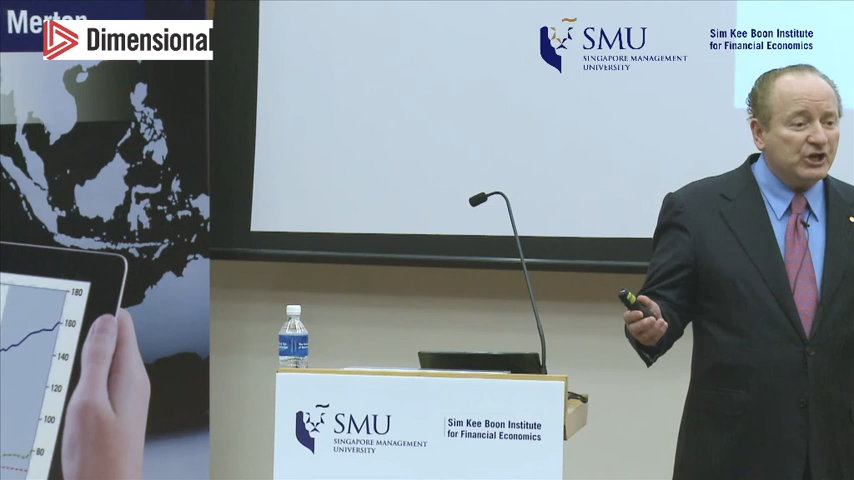 Merton
Dimensional
SMU
SINGAPORE MANAGEMENT
UNIVERSITY
Sim Kee Boon Institute
for Financial Economics
180
160
140
120
100
80
60
SMU
SINGAPORE MANAGEMENT
UNIVERSITY
Sim Kee Boon Institute
for Financial Economics